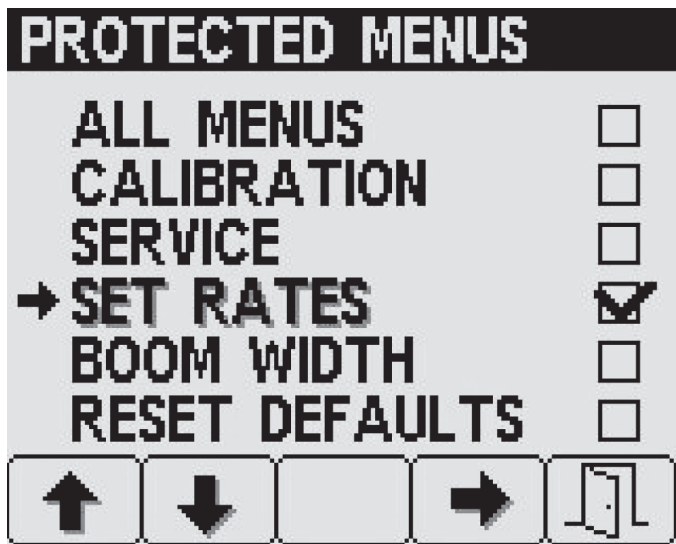 PROTECTED MENUS
ALL MENUS
CALIBRATION
SERVICE
SET RATES
BOOM WIDTH
RESET DEFAULTS